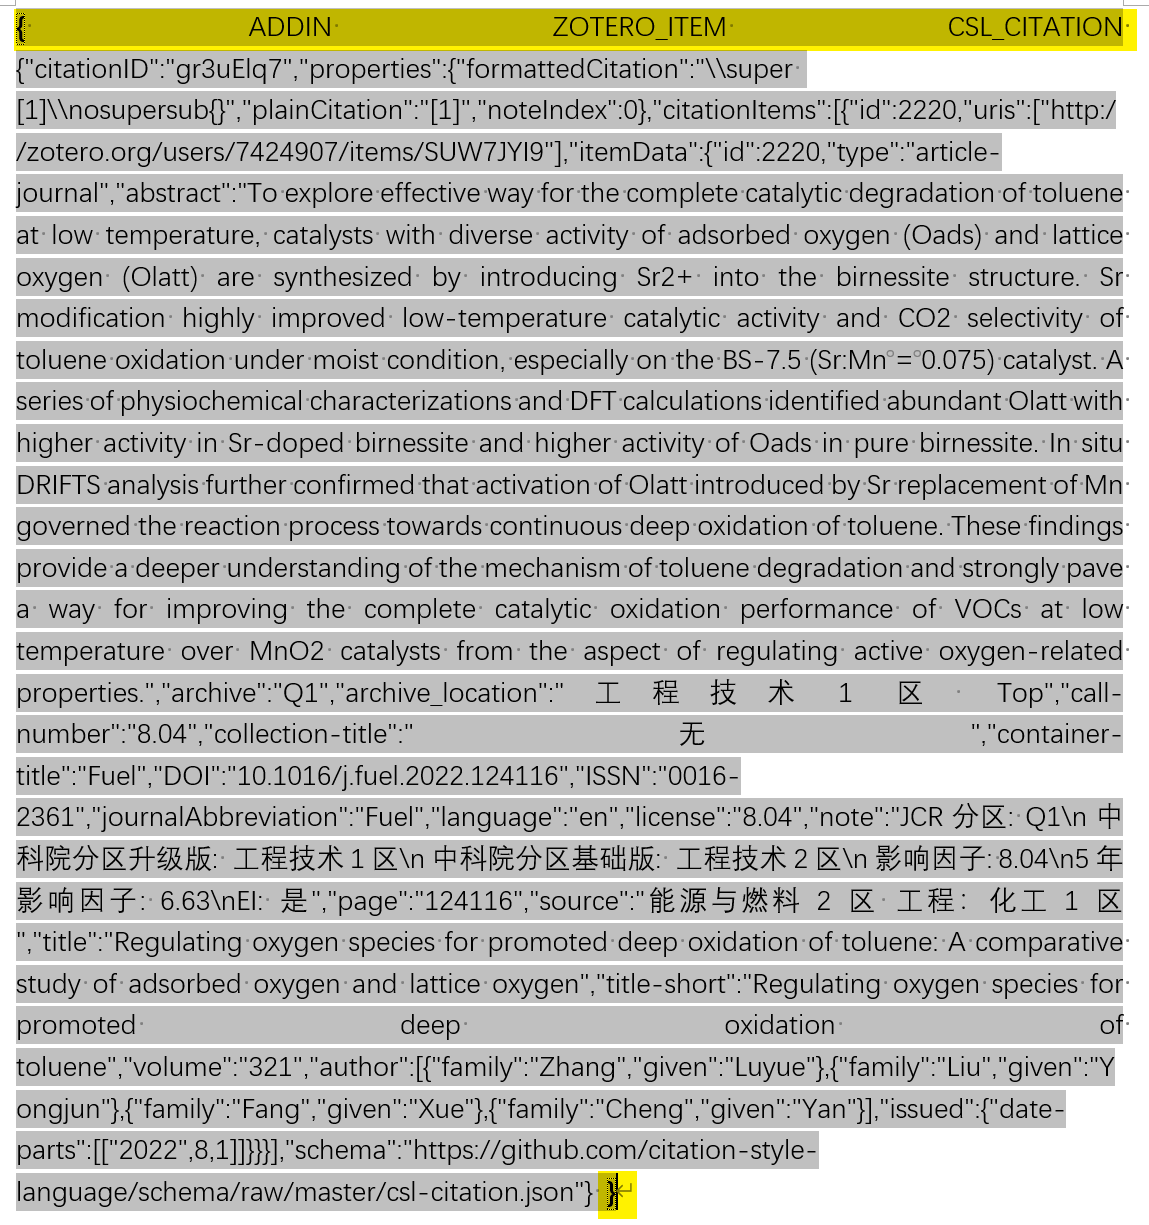 { ADDIN ZOTERO_ITEM CSL_CITATION
{"citationID":"gr3uElq7","properties":{"formattedCitation":"\\super
[1]\\nosupersub{}","plainCitation":"[1]","noteIndex":0},"citationItems":[{"id":2220,"uris":["http:/
/zotero.org/users/7424907/items/SUW7JYI9"],"itemData":{"id":2220,"type":"article-
journal","abstract":"To explore effective way for the complete catalytic degradation of toluene
at low temperature, catalysts with diverse activity of adsorbed oxygen (Oads) and lattice
oxygen (Olatt) are synthesized by introducing Sr2+ into the birnessite structure. Sr
modification highly improved low-temperature catalytic activity and CO2 selectivity of
toluene oxidation under moist condition, especially on the BS-7.5 (Sr:Mn = 0.075) catalyst. A
series of physiochemical characterizations and DFT calculations identified abundant Olatt with
higher activity in Sr-doped birnessite and higher activity of Oads in pure birnessite. In situ
DRIFTS analysis further confirmed that activation of Olatt introduced by Sr replacement of Mn
governed the reaction process towards continuous deep oxidation of toluene. These findings
provide a deeper understanding of the mechanism of toluene degradation and strongly pave
a way for improving the complete catalytic oxidation performance of VOCs at low
temperature over MnO2 catalysts from the aspect of regulating active oxygen-related
properties.","archive":"Q1","archive_location":"工程技术1区 Top","call-
number":"8.04","collection-title":"无","container-
title":"Fuel","DOI":"10.1016/j.fuel.2022.124116","ISSN":"0016-
2361","journalAbbreviation":"Fuel","language":"en","license":"8.04","note":"JCR分区: Q1\n中
科院分区升级版: 工程技术1区\n中科院分区基础版: 工程技术2区\n影响因子: 8.04\n5年
影响因子: 6.63\nEI: 是","page":"124116","source":"能源与燃料2区 工程：化工1区
","title":"Regulating oxygen species for promoted deep oxidation of toluene: A comparative
study of adsorbed oxygen and lattice oxygen","title-short":"Regulating oxygen species for
promoted deep oxidation of
toluene","volume":"321","author":[{"family":"Zhang","given":"Luyue"},{"family":"Liu","given":"Y
ongjun"},{"family":"Fang","given":"Xue"},{"family":"Cheng","given":"Yan"}],"issued":{"date-
parts":[["2022",8,1]]}}}],"schema":"https://github.com/citation-style-
language/schema/raw/master/csl-citation.json"} }